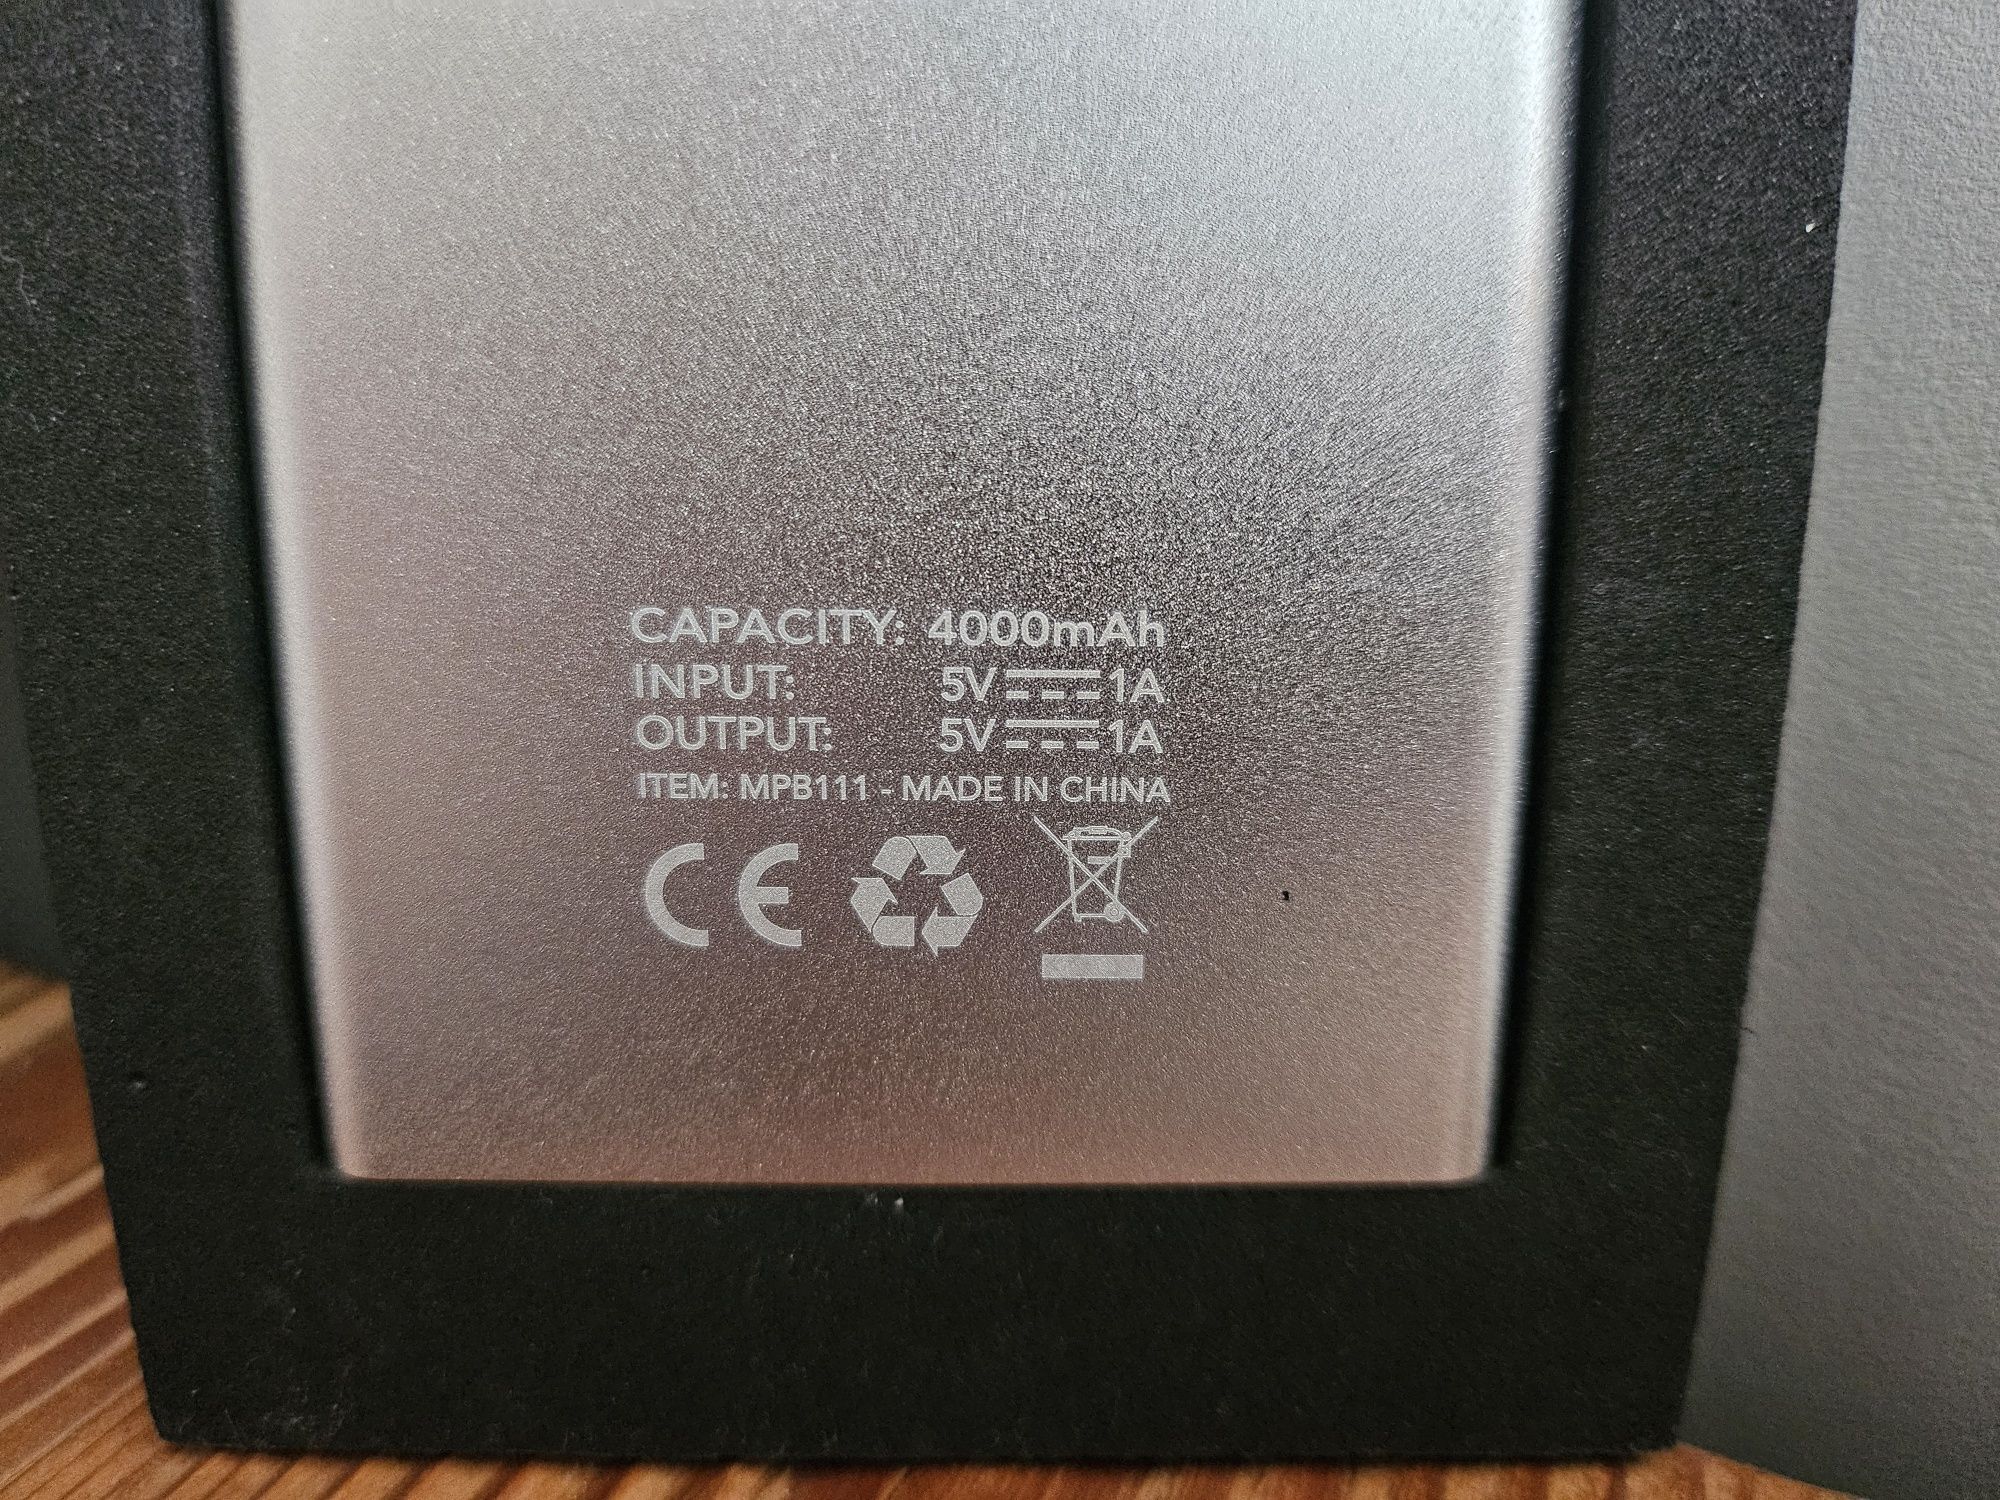 CAPACITY: 4000mAh
INPUT: 5V⎓1A
OUTPUT: 5V⎓1A
ITEM: MPB111 - MADE IN CHINA
CE